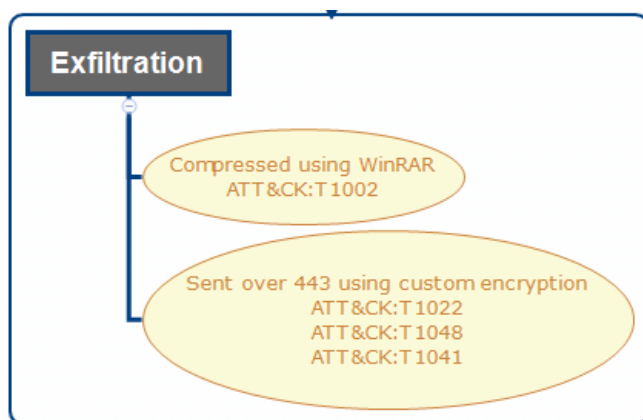 Exfiltration
Compressed using WinRAR
ATT&CK:T1002
Sent over 443 using custom encryption
ATT&CK:T1022
ATT&CK:T1048
ATT&CK:T1041